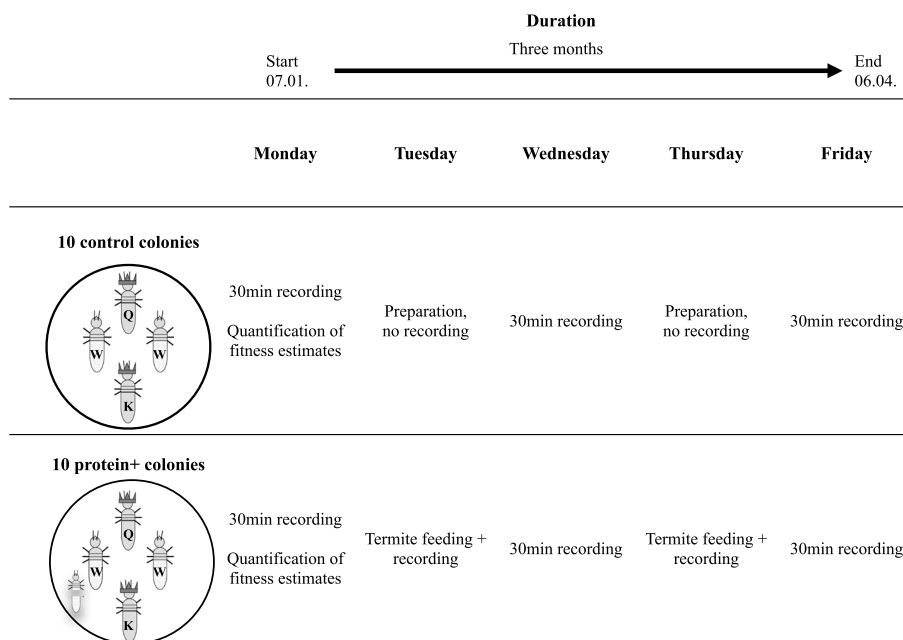 Duration
Three months
Start
07.01.
End
06.04.
Monday
Tuesday
Wednesday
Thursday
Friday
10 control colonies
Q
W
W
K
30min recording
Quantification of
fitness estimates
Preparation,
no recording
30min recording
Preparation,
no recording
30min recording
10 protein+ colonies
Q
W
W
K
30min recording
Quantification of
fitness estimates
Termite feeding +
recording
30min recording
Termite feeding +
recording
30min recording